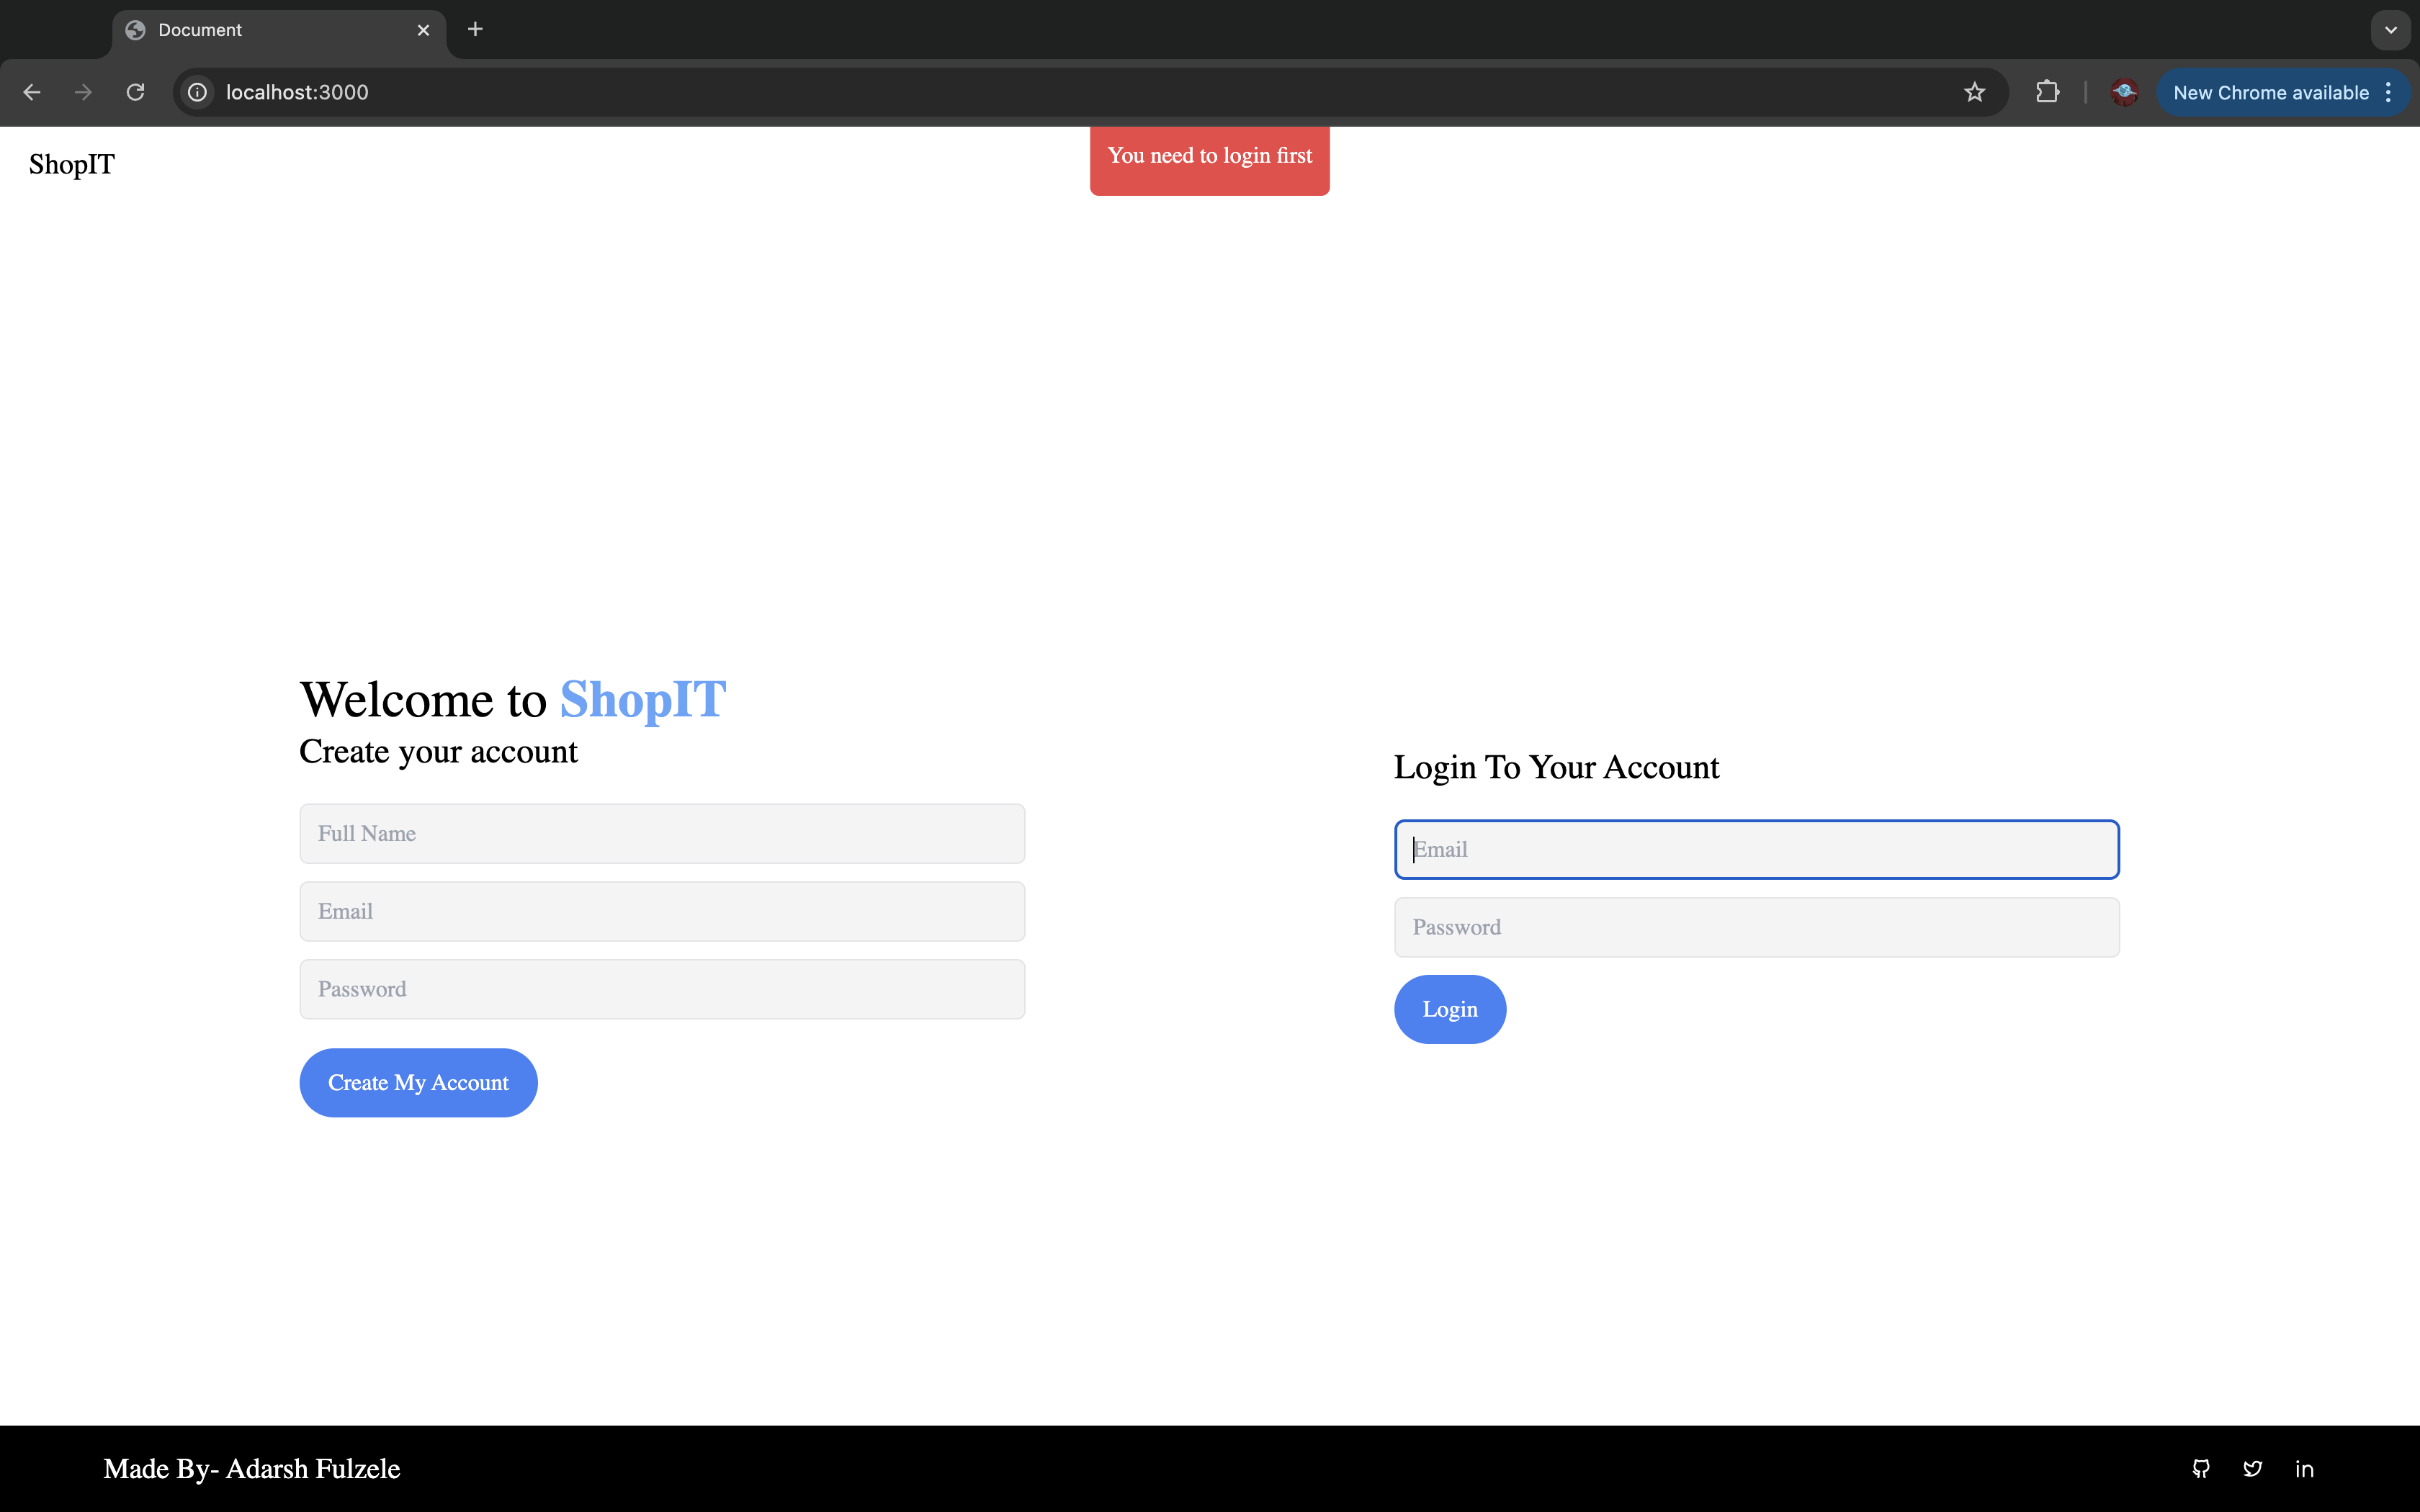 Document
localhost:3000
New Chrome available
ShopIT
You need to login first
Welcome to ShopIT
Create your account
Full Name
Email
Password
Create My Account
Login To Your Account
Email
Password
Login
Made By- Adarsh Fulzele
in